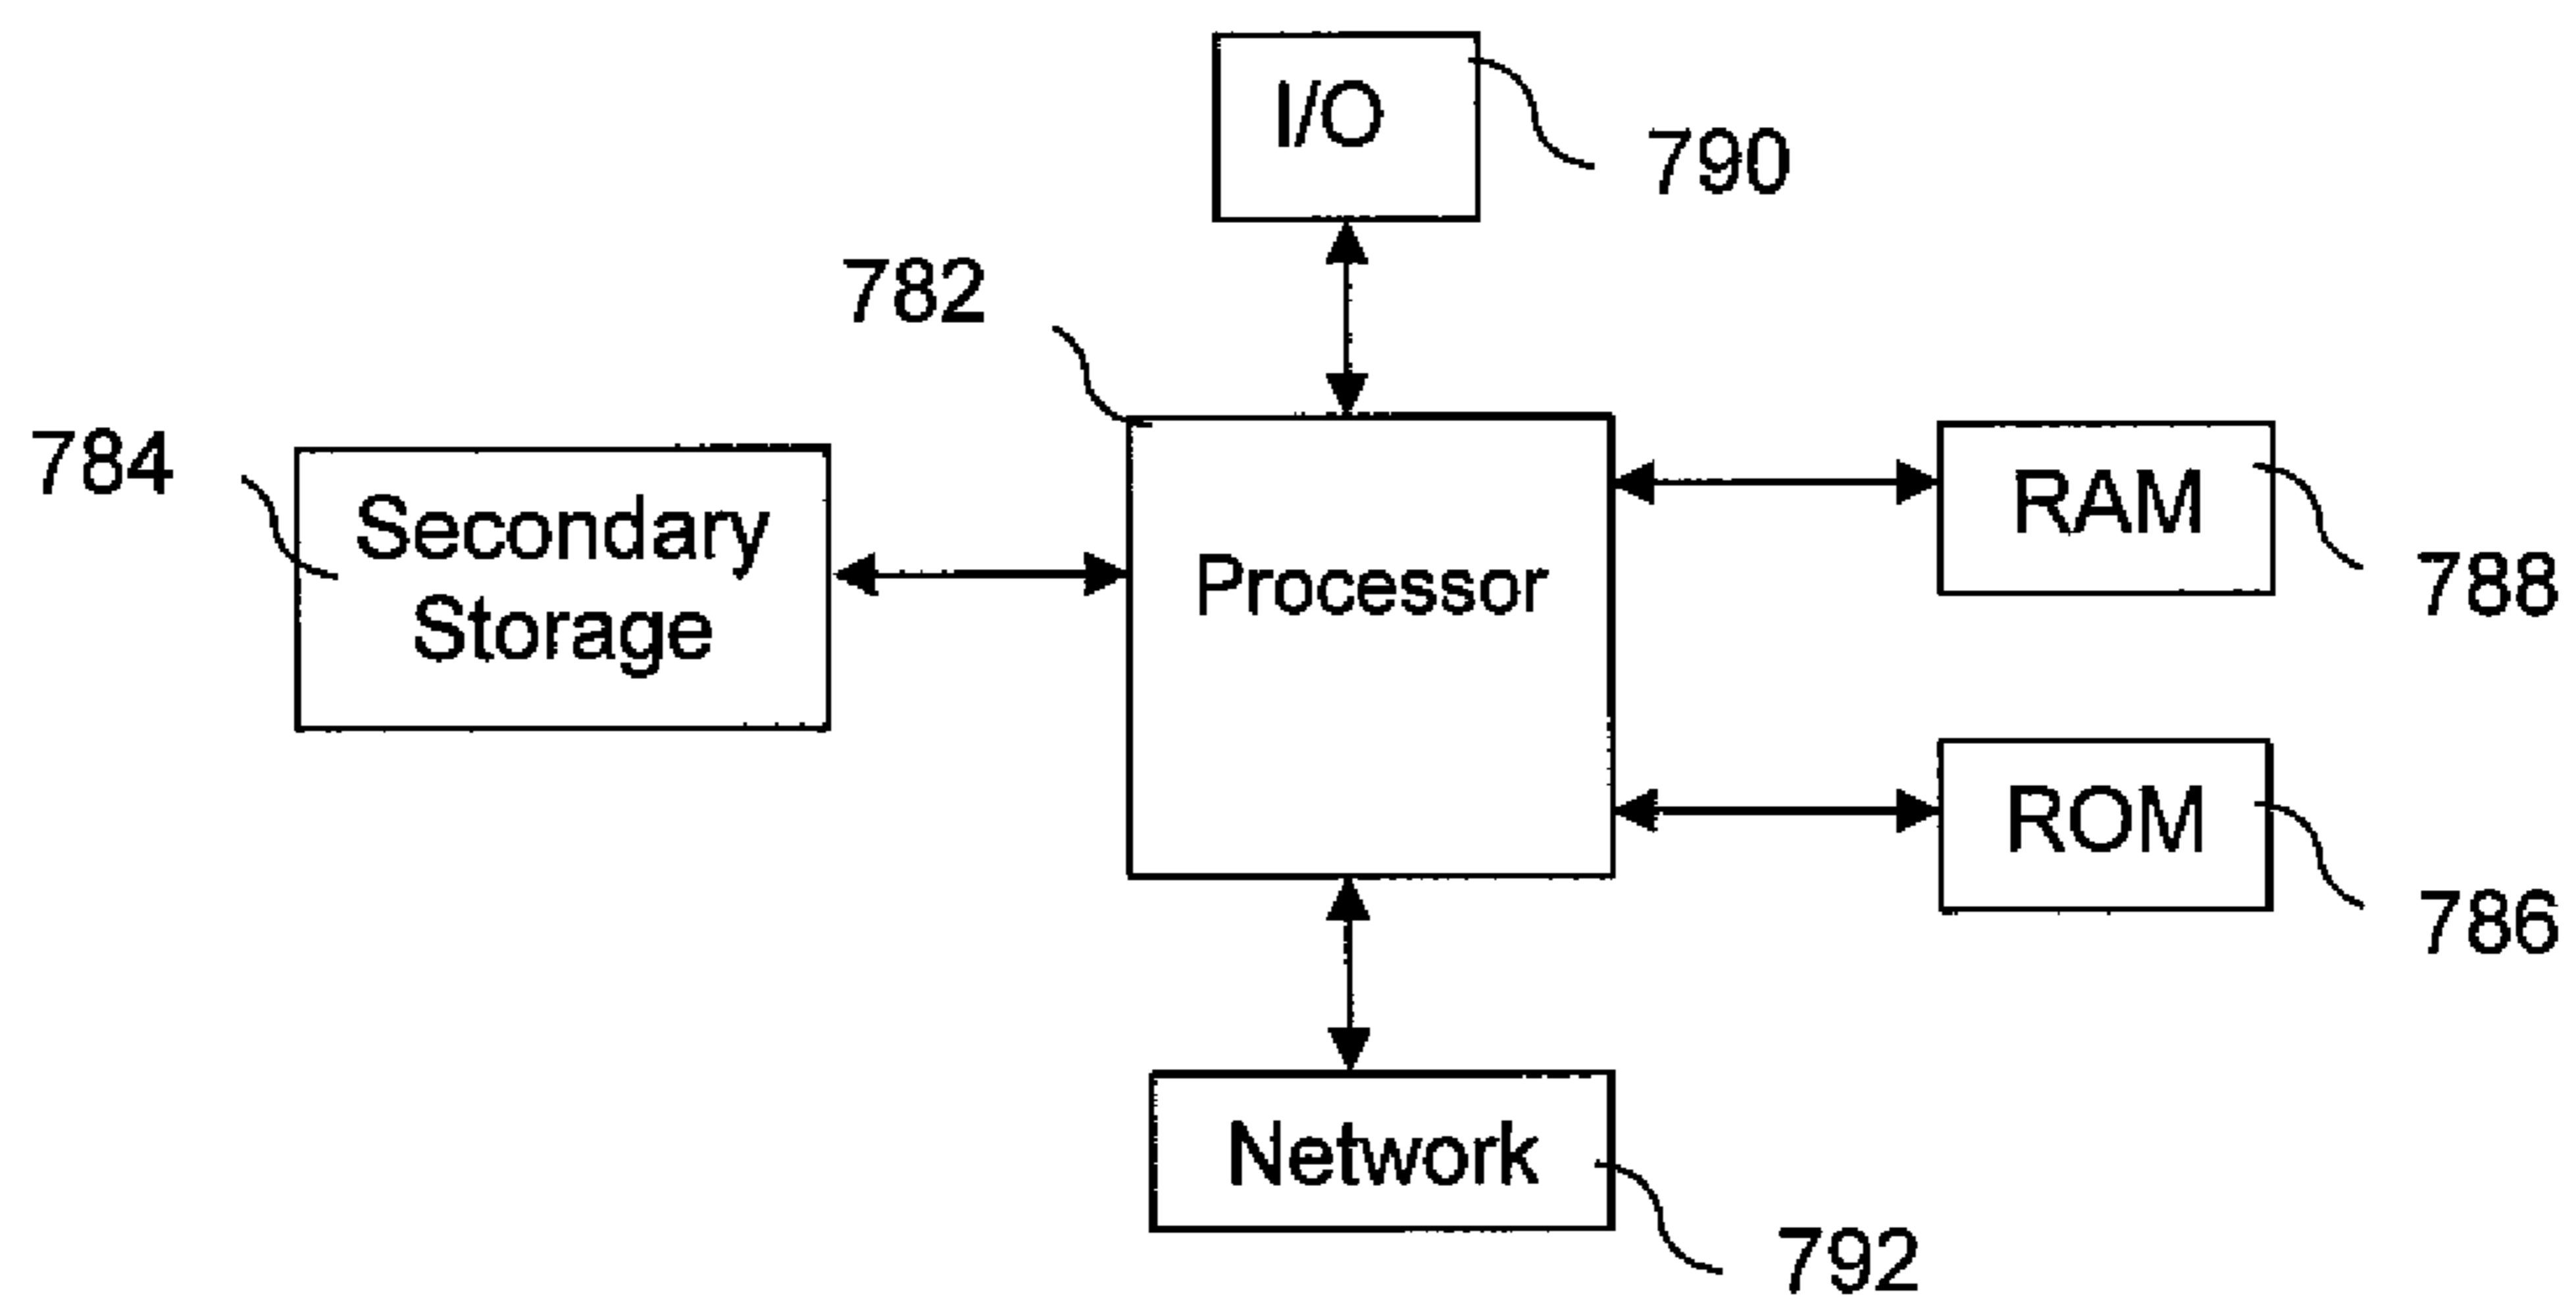 I/O
790
782
784
Secondary
Storage
Processor
RAM
788
ROM
786
Network
792